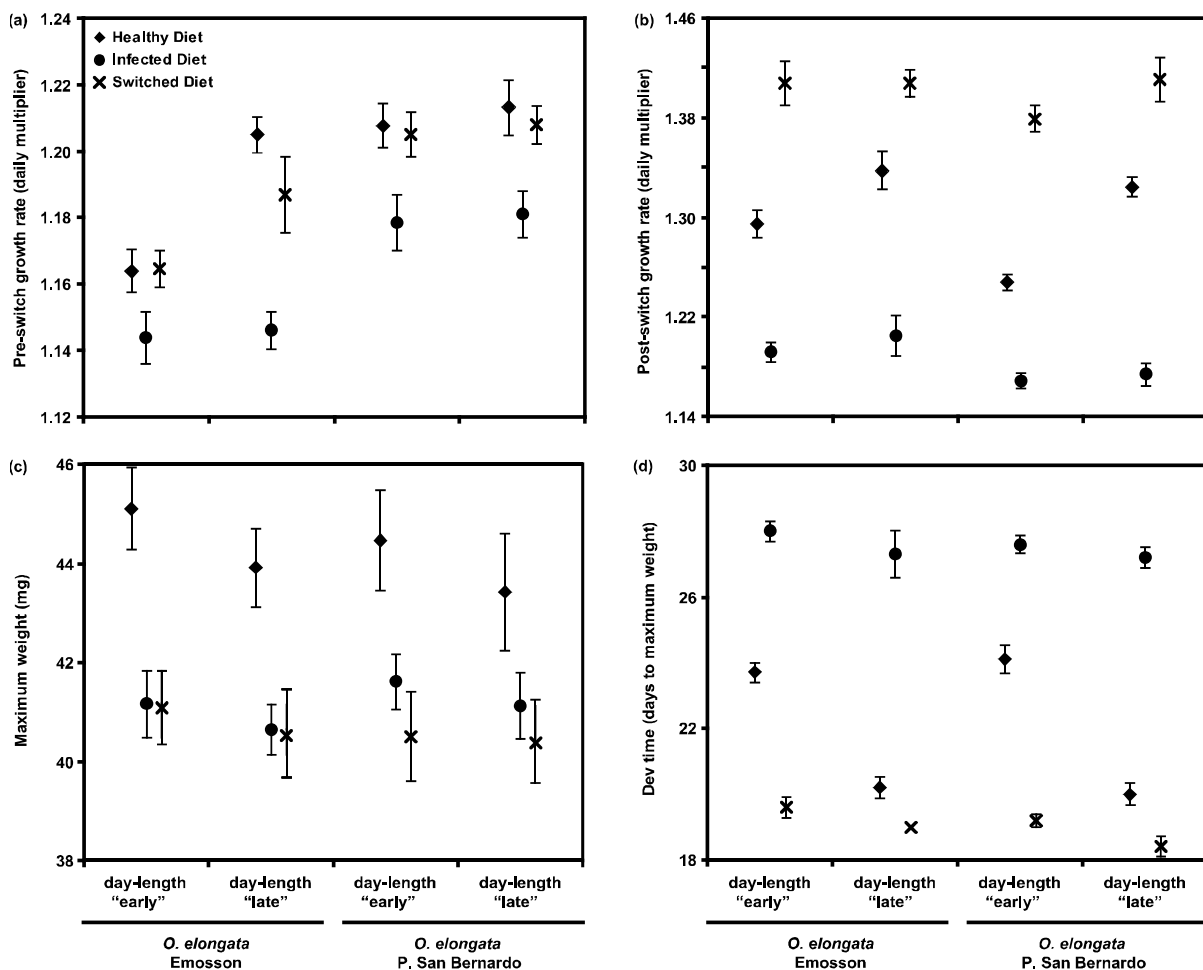 (a)
1.24
1.22
1.20
1.18
1.16
1.14
1.12
Pre-switch growth rate (daily multiplier)
Healthy Diet
Infected Diet
Switched Diet
(b)
1.46
1.38
1.30
1.22
1.14
Post-switch growth rate (daily multiplier)
(c)
46
44
42
40
38
Maximum weight (mg)
day-length "early"
day-length "late"
day-length "early"
day-length "late"
O. elongata
Emosson
O. elongata
P. San Bernardo
(d)
30
26
22
18
Dev time (days to maximum weight)
day-length "early"
day-length "late"
day-length "early"
day-length "late"
O. elongata
Emosson
O. elongata
P. San Bernardo